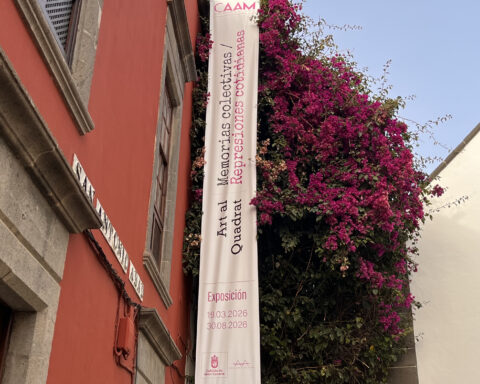 CAAM
Art al
Quadrat
Memorias colectivas /
Represiones cotidianas
Exposición
19.03.2026
30.08.2026